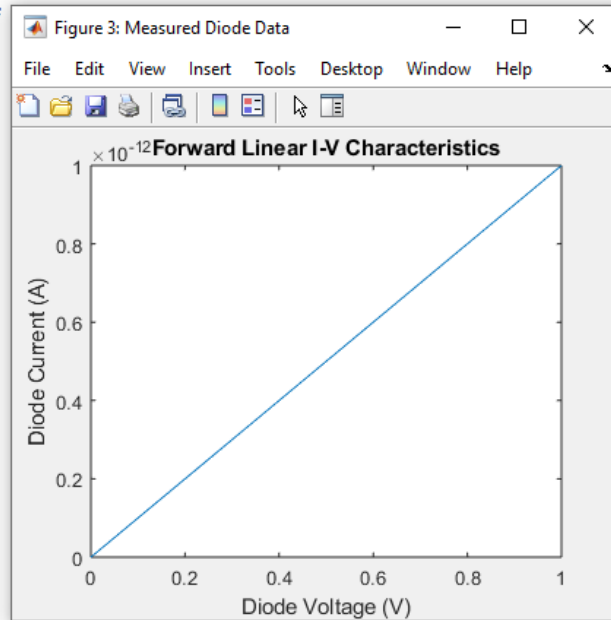 Figure 3: Measured Diode Data
File Edit View Insert Tools Desktop Window Help
×10-12 Forward Linear I-V Characteristics
1
0.8
0.6
0.4
0.2
0
Diode Current (A)
0 0.2 0.4 0.6 0.8 1
Diode Voltage (V)